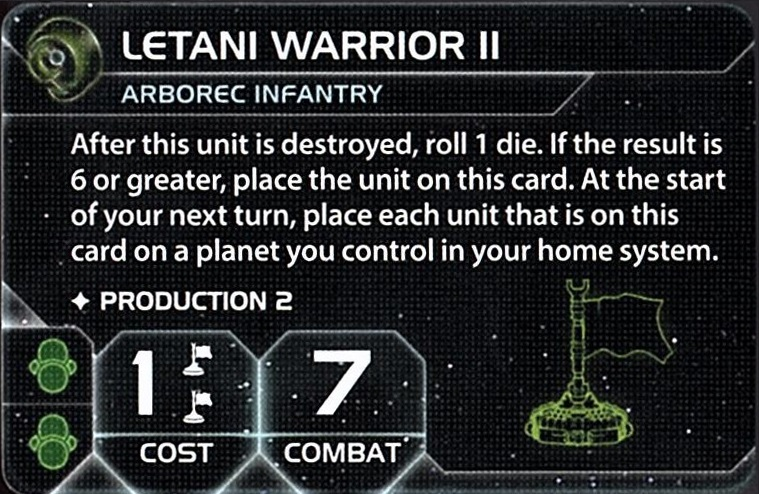 LETANI WARRIOR II
ARBOREC INFANTRY
After this unit is destroyed, roll 1 die. If the result is
6 or greater, place the unit on this card. At the start
of your next turn, place each unit that is on this
card on a planet you control in your home system.
✦ PRODUCTION 2
1 7
COST COMBAT